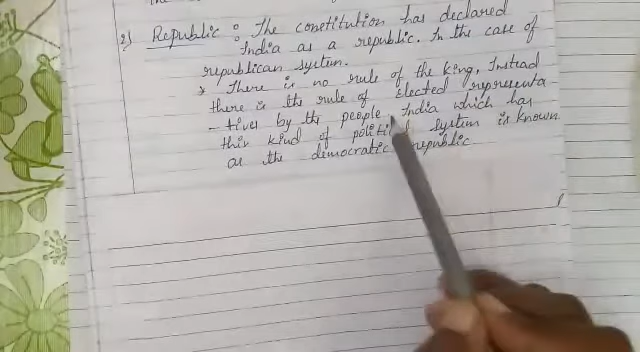 2) Republic : The constitution has declared
India as a republic. In the case of
republican system.
* There is no rule of the king, Instead
there is the rule of elected representa
- tives by the people. India which has
this kind of system is known
as the democratic republic